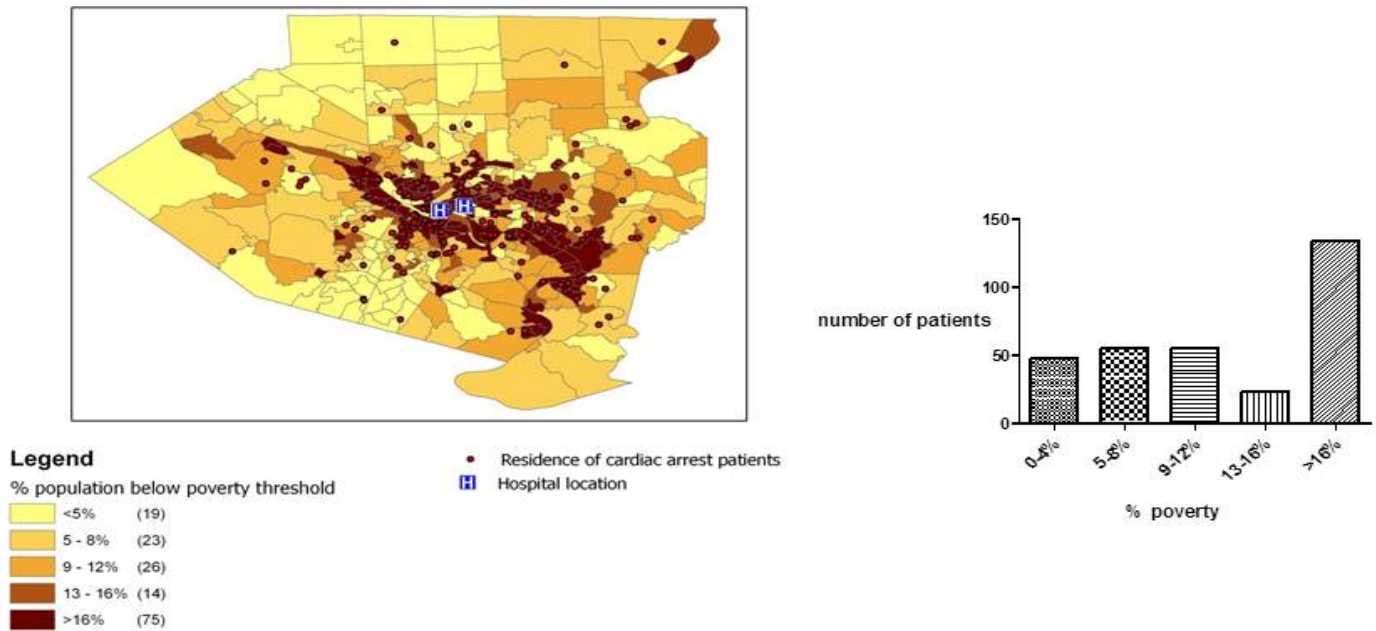 H H
Legend
% population below poverty threshold
<5% (19)
5 - 8% (23)
9 - 12% (26)
13 - 16% (14)
>16% (75)
Residence of cardiac arrest patients
H Hospital location
150
100
50
0
number of patients
0-4%
5-8%
9-12%
13-16%
>16%
% poverty